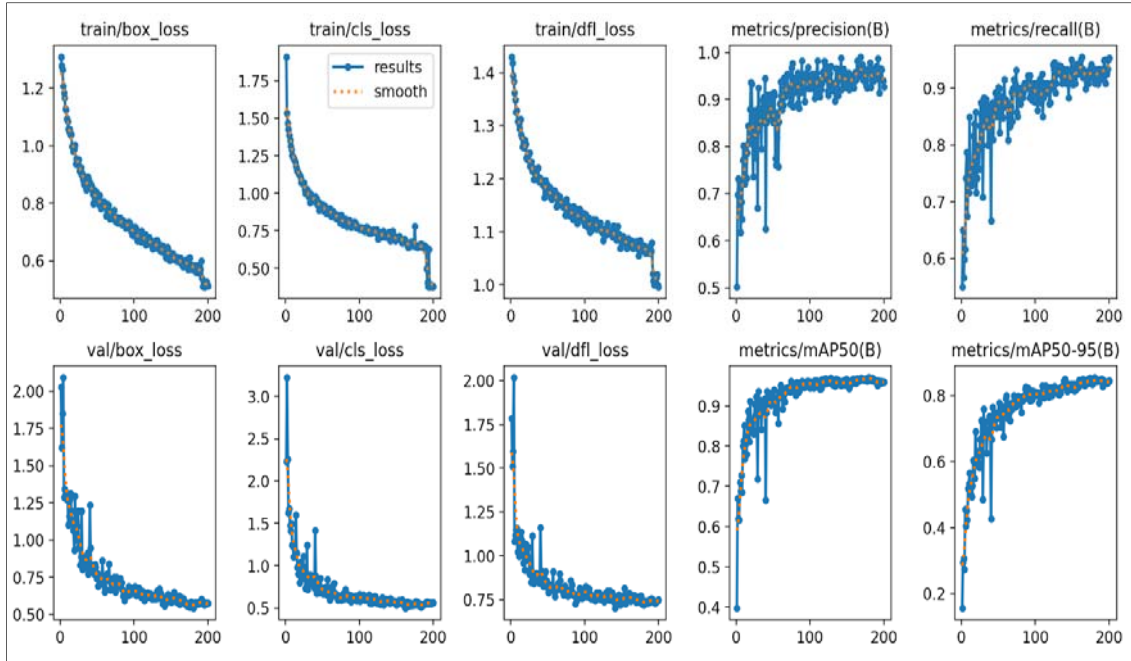 train/box_loss
train/cls_loss
train/dfl_loss
metrics/precision(B)
metrics/recall(B)
1.2
1.0
0.8
0.6
0 100 200
results
smooth
1.75
1.50
1.25
1.00
0.75
0.50
0 100 200
1.4
1.3
1.2
1.1
1.0
0 100 200
1.0
0.9
0.8
0.7
0.6
0.5
0 100 200
0.9
0.8
0.7
0.6
0 100 200
val/box_loss
val/cls_loss
val/dfl_loss
metrics/mAP50(B)
metrics/mAP50-95(B)
2.00
1.75
1.50
1.25
1.00
0.75
0.50
0 100 200
3.0
2.5
2.0
1.5
1.0
0.5
0 100 200
2.00
1.75
1.50
1.25
1.00
0.75
0 100 200
0.9
0.8
0.7
0.6
0.5
0.4
0 100 200
0.8
0.6
0.4
0.2
0 100 200